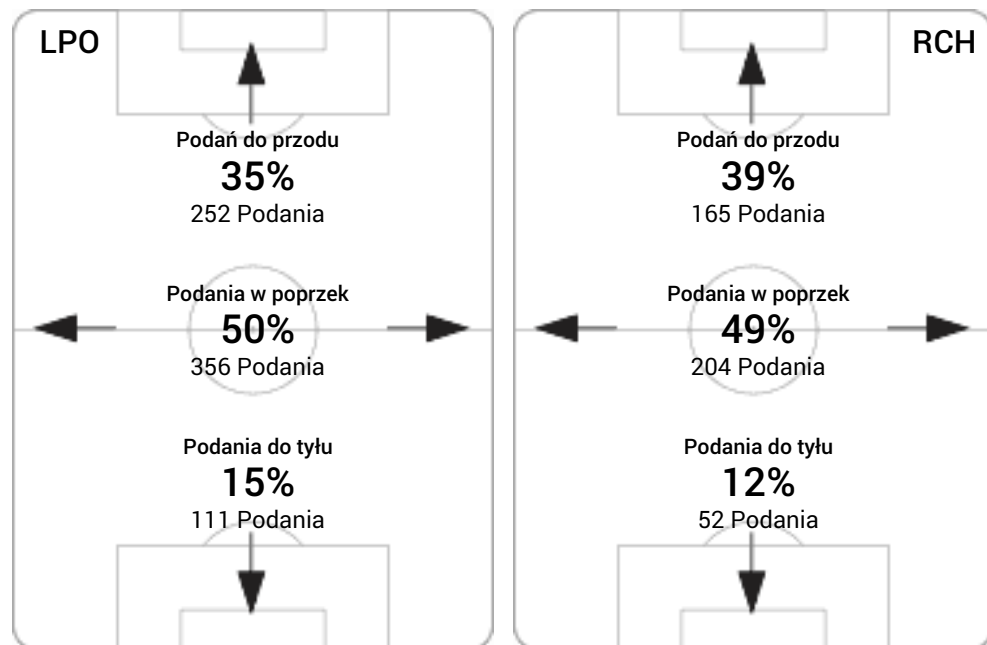 LPO
Podań do przodu
35%
252 Podania
Podania w poprzek
50%
356 Podania
Podania do tyłu
15%
111 Podania
RCH
Podań do przodu
39%
165 Podania
Podania w poprzek
49%
204 Podania
Podania do tyłu
12%
52 Podania